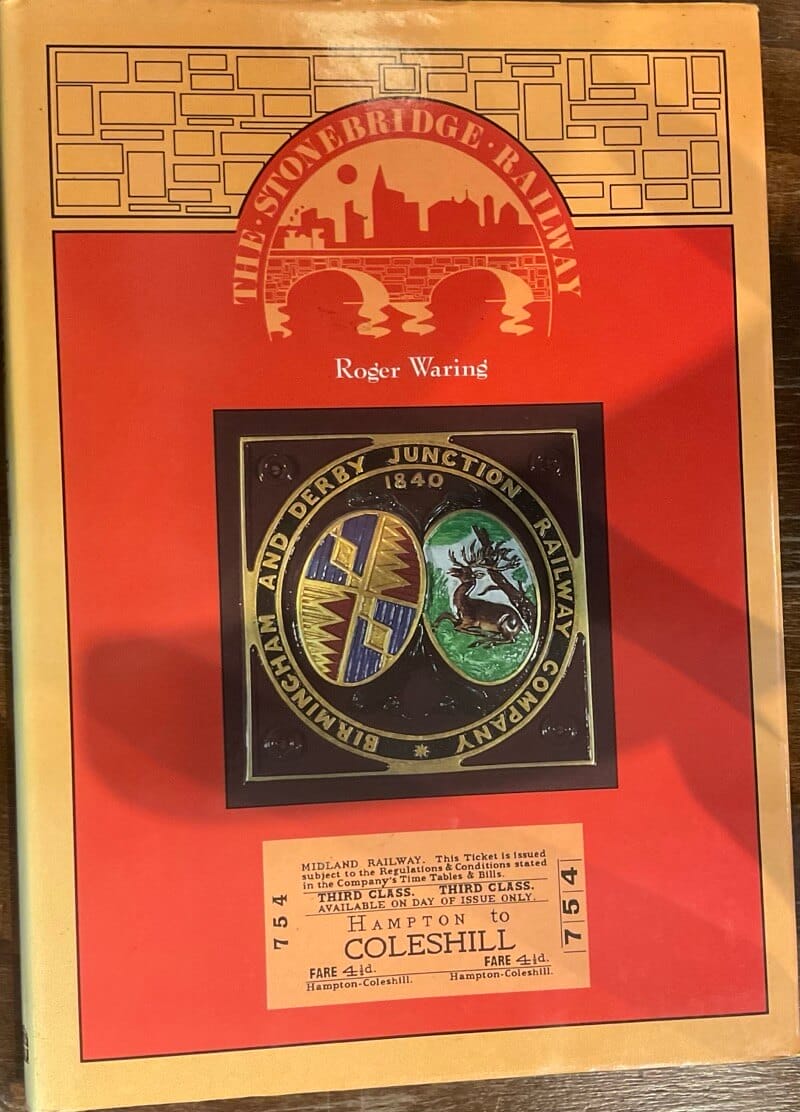 THE · STONEBRIDGE · RAILWAY
Roger Waring
BIRMINGHAM AND DERBY JUNCTION RAILWAY COMPANY
1840
MIDLAND RAILWAY. This Ticket is issued
subject to the Regulations & Conditions stated
in the Company's Time Tables & Bills.
THIRD CLASS. THIRD CLASS.
AVAILABLE ON DAY OF ISSUE ONLY.
HAMPTON to
COLESHILL
FARE 4½d. FARE 4½d.
Hampton-Coleshill. Hampton-Coleshill.
754
754